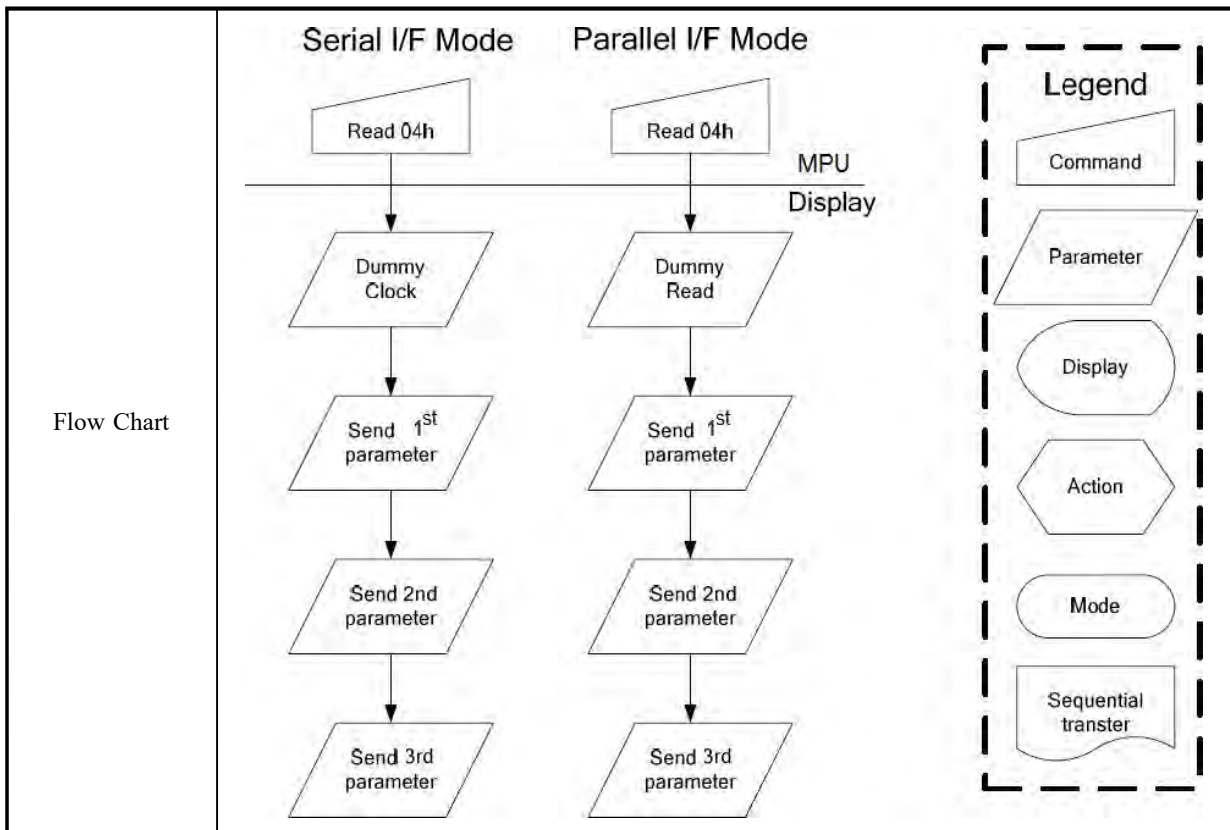 Flow Chart
Serial I/F Mode
Read 04h
Dummy
Clock
Send 1st
parameter
Send 2nd
parameter
Send 3rd
parameter
Parallel I/F Mode
Read 04h
MPU
Display
Dummy
Read
Send 1st
parameter
Send 2nd
parameter
Send 3rd
parameter
Legend
Command
Parameter
Display
Action
Mode
Sequential
transter